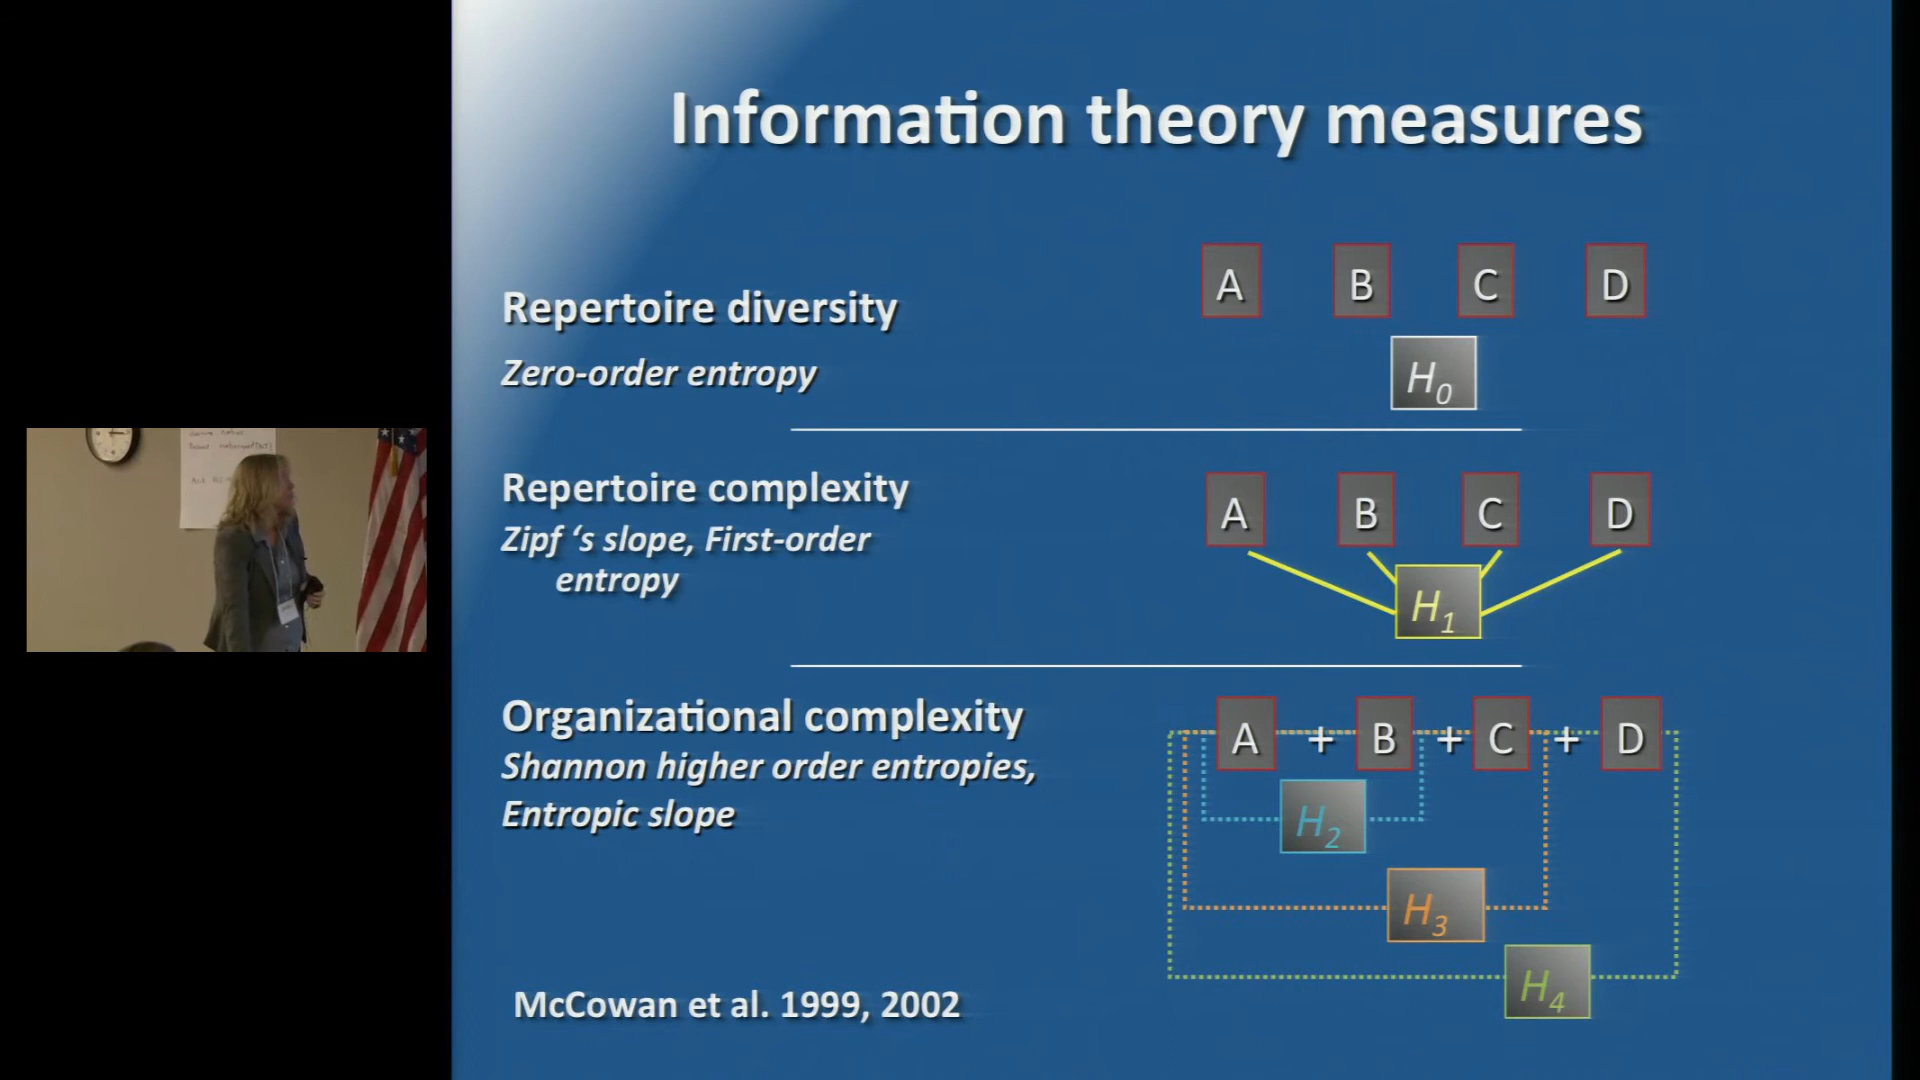 Information theory measures
A B C D
Repertoire diversity
Zero-order entropy
H0
Repertoire complexity
A B C D
Zipf ‘s slope, First-order
entropy
H1
Organizational complexity
A + B + C + D
Shannon higher order entropies,
Entropic slope
H2
H3
H4
McCowan et al. 1999, 2002